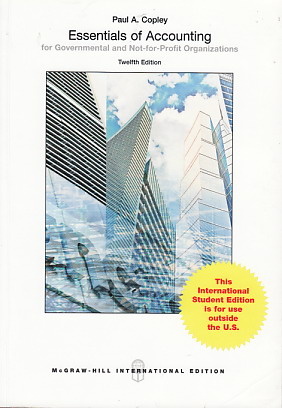 Paul A. Copley
Essentials of Accounting
for Governmental and Not-for-Profit Organizations
Twelfth Edition
This
International
Student Edition
is for use
outside
the U.S.
McGRAW-HILL INTERNATIONAL EDITION